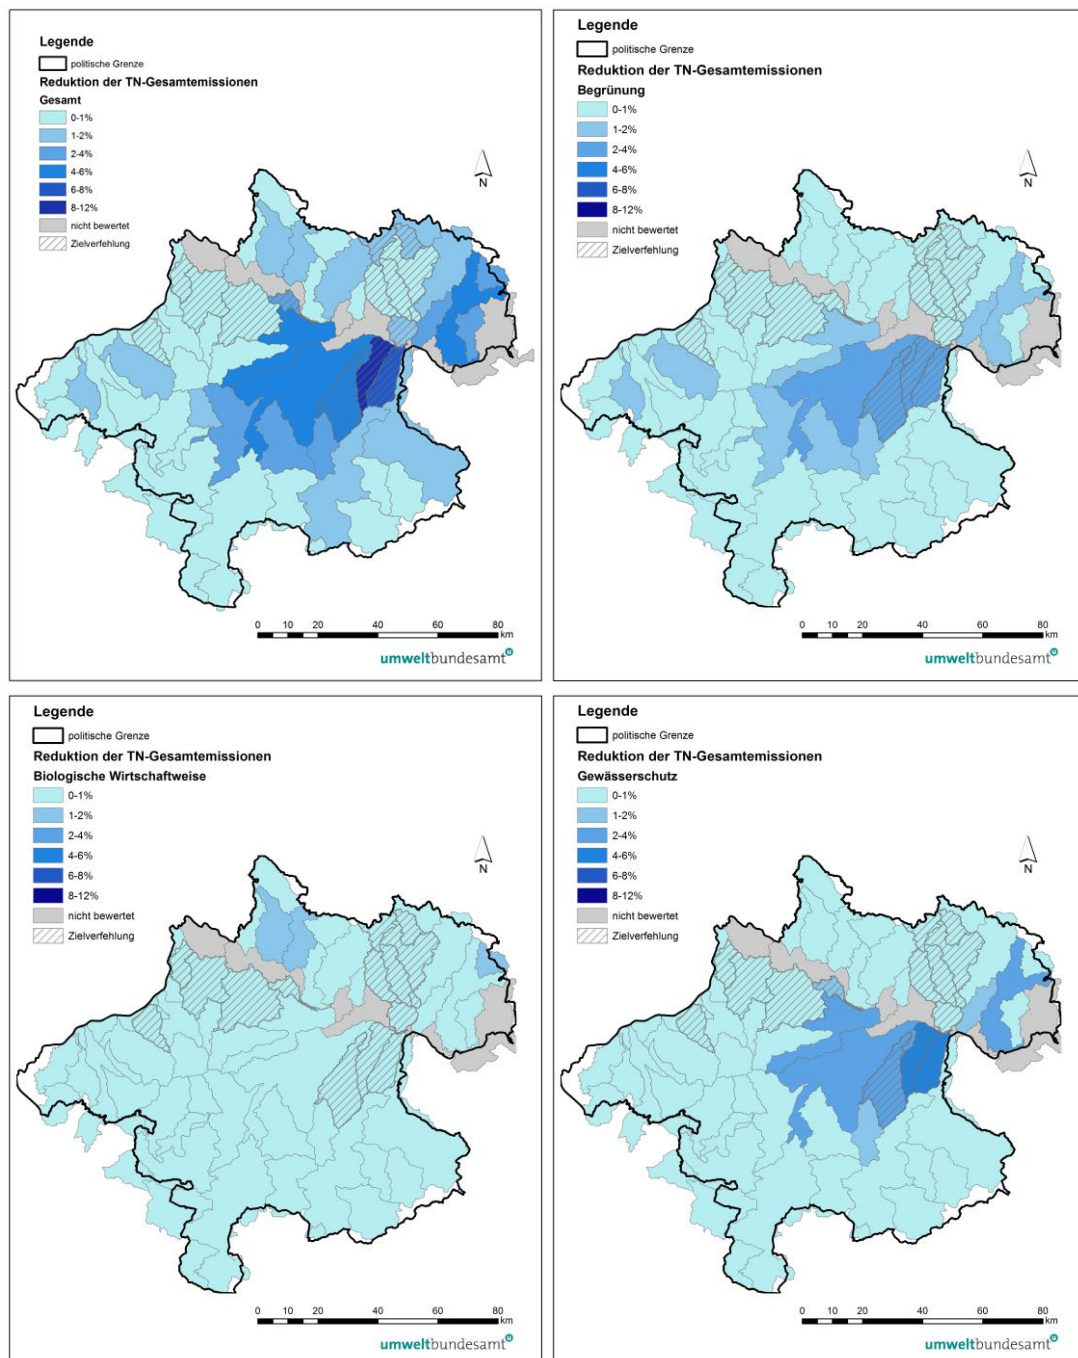 Legende
politische Grenze
Reduktion der TN-Gesamtemissionen
Gesamt
0-1%
1-2%
2-4%
4-6%
6-8%
8-12%
nicht bewertet
Zielverfehlung
N
0 10 20 40 60 80
km
umweltbundesamt
Legende
politische Grenze
Reduktion der TN-Gesamtemissionen
Begrünung
0-1%
1-2%
2-4%
4-6%
6-8%
8-12%
nicht bewertet
Zielverfehlung
N
0 10 20 40 60 80
km
umweltbundesamt
Legende
politische Grenze
Reduktion der TN-Gesamtemissionen
Biologische Wirtschaftweise
0-1%
1-2%
2-4%
4-6%
6-8%
8-12%
nicht bewertet
Zielverfehlung
N
0 10 20 40 60 80
km
umweltbundesamt
Legende
politische Grenze
Reduktion der TN-Gesamtemissionen
Gewässerschutz
0-1%
1-2%
2-4%
4-6%
6-8%
8-12%
nicht bewertet
Zielverfehlung
N
0 10 20 40 60 80
km
umweltbundesamt